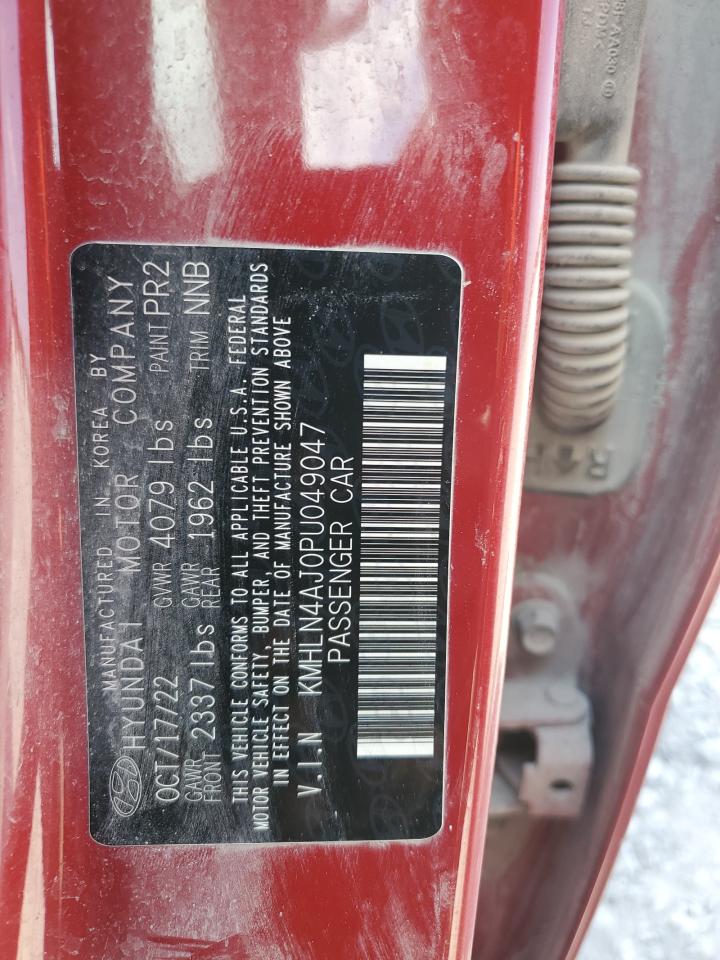 MANUFACTURED IN KOREA BY
HYUNDAI MOTOR COMPANY
OCT/17/22 GVWR 4079 lbs PAINT PR2
GAWR FRONT 2337 lbs GAWR REAR 1962 lbs TRIM NNB
THIS VEHICLE CONFORMS TO ALL APPLICABLE U.S.A. FEDERAL
MOTOR VEHICLE SAFETY, BUMPER, AND THEFT PREVENTION STANDARDS
IN EFFECT ON THE DATE OF MANUFACTURE SHOWN ABOVE
V.I.N KMHLN4AJ0PU049047
PASSENGER CAR